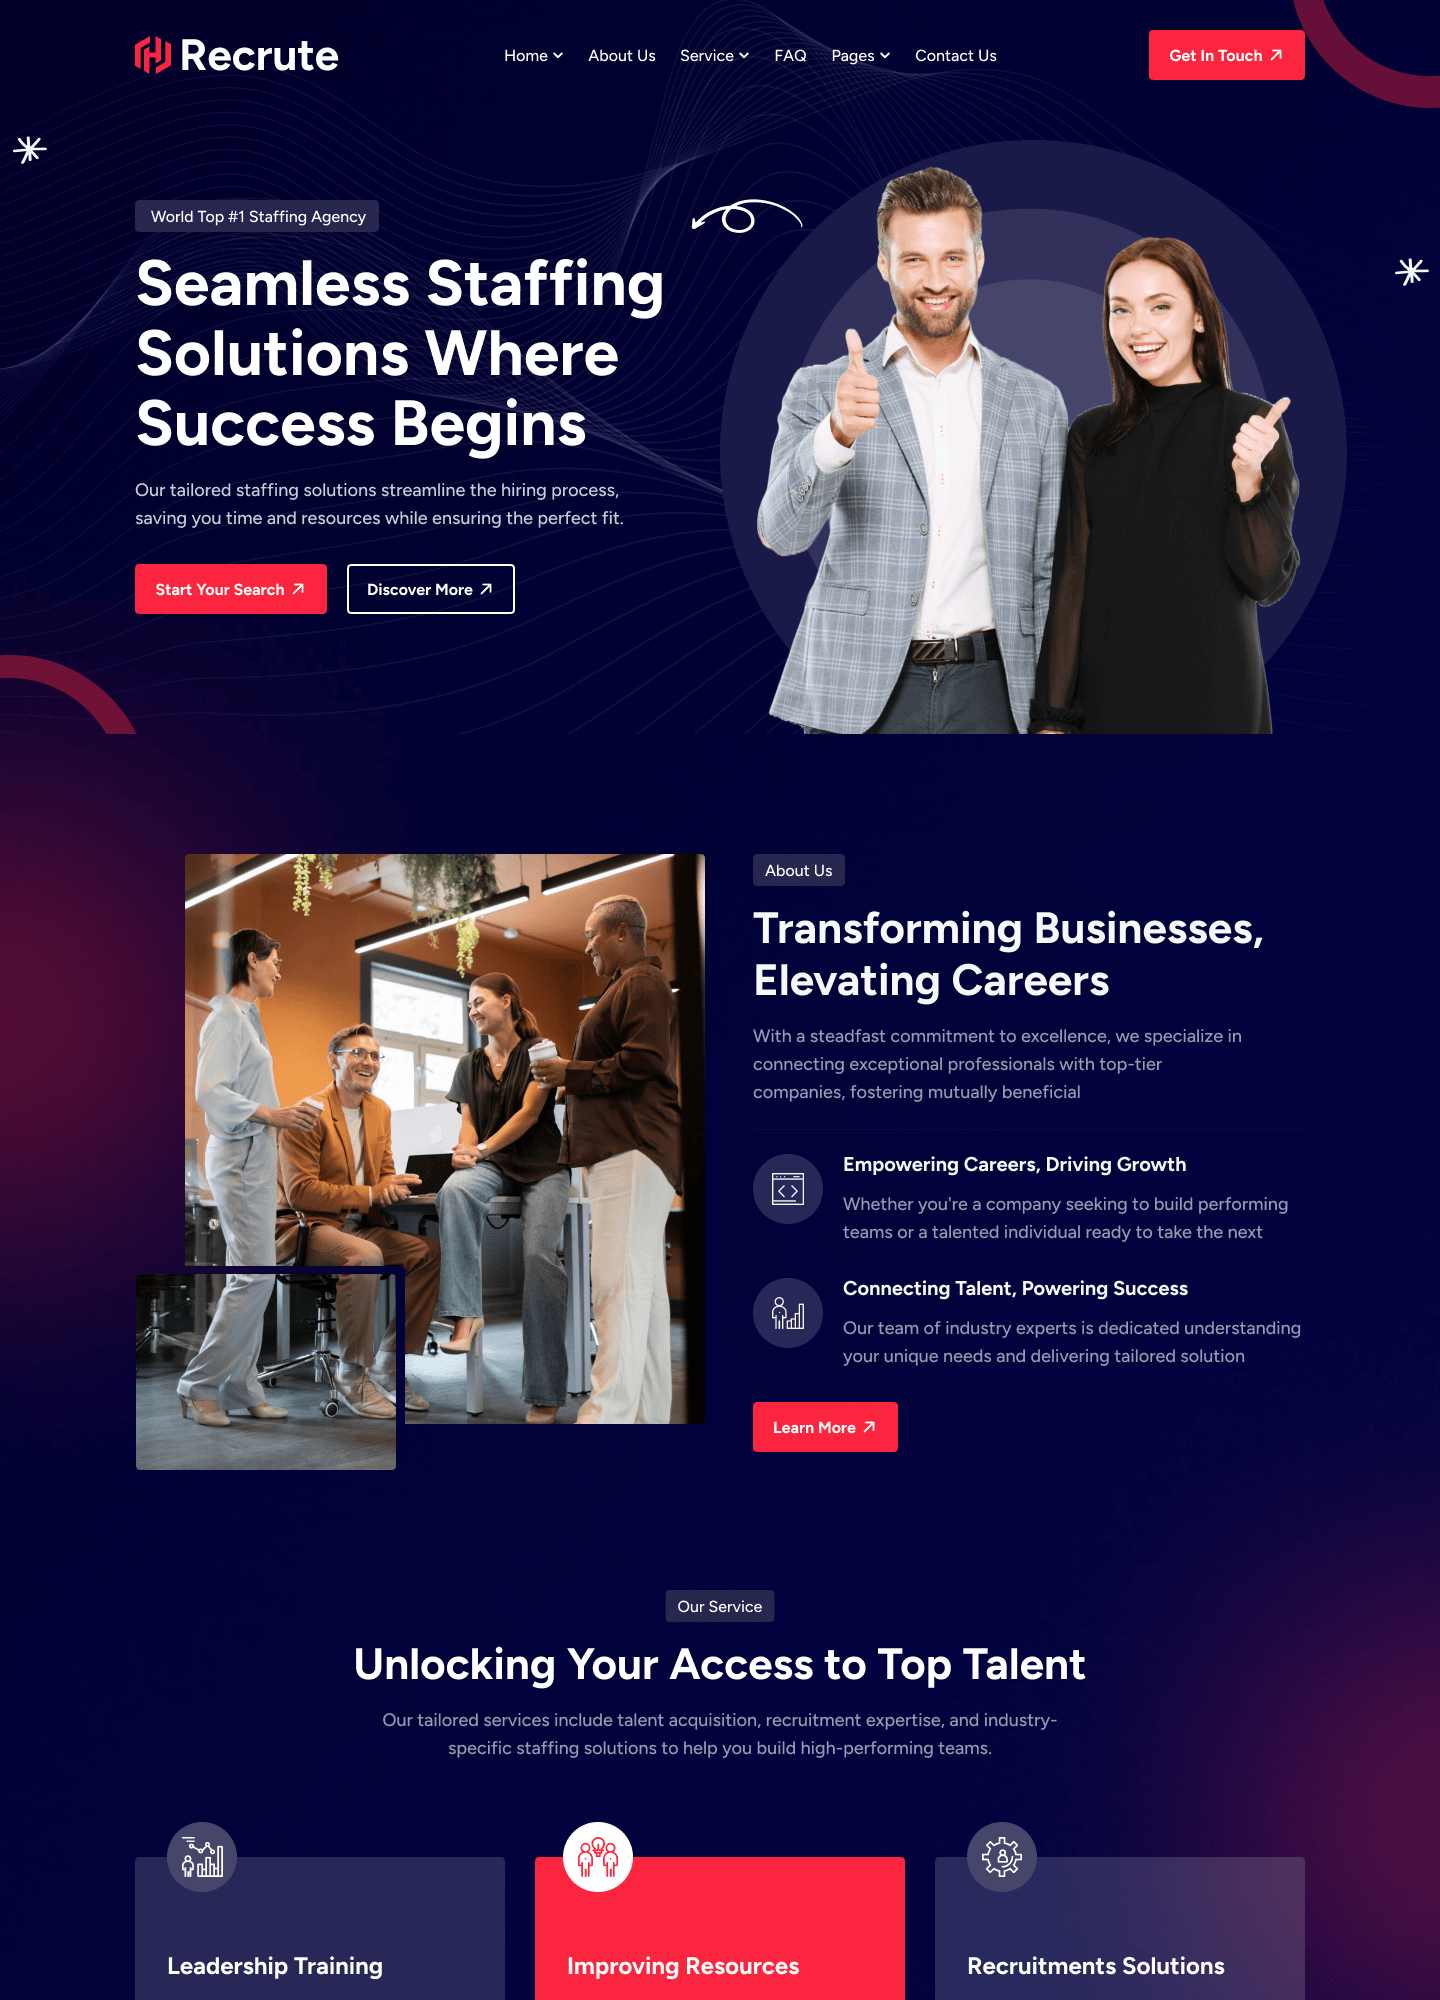 Recrute
Home
About Us
Service
FAQ
Pages
Contact Us
Get In Touch
World Top #1 Staffing Agency
Seamless Staffing
Solutions Where
Success Begins
Our tailored staffing solutions streamline the hiring process,
saving you time and resources while ensuring the perfect fit.
Start Your Search
Discover More
About Us
Transforming Businesses,
Elevating Careers
With a steadfast commitment to excellence, we specialize in
connecting exceptional professionals with top-tier
companies, fostering mutually beneficial
Empowering Careers, Driving Growth
Whether you're a company seeking to build performing
teams or a talented individual ready to take the next
Connecting Talent, Powering Success
Our team of industry experts is dedicated understanding
your unique needs and delivering tailored solution
Learn More
Our Service
Unlocking Your Access to Top Talent
Our tailored services include talent acquisition, recruitment expertise, and industry-
specific staffing solutions to help you build high-performing teams.
Leadership Training
Improving Resources
Recruitments Solutions